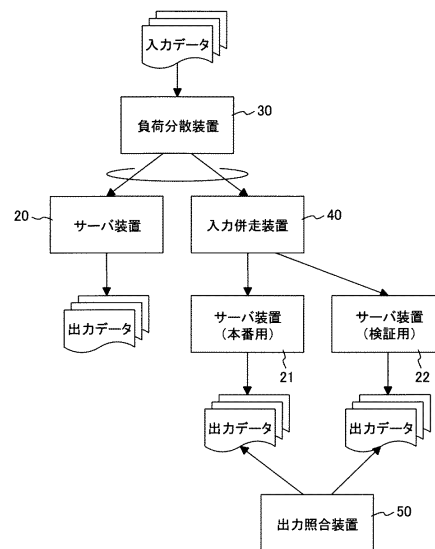 入力データ
負荷分散装置
30
20
サーバ装置
入力併走装置
40
出力データ
サーバ装置
(本番用)
21
サーバ装置
(検証用)
22
出力データ
出力データ
出力照合装置
50